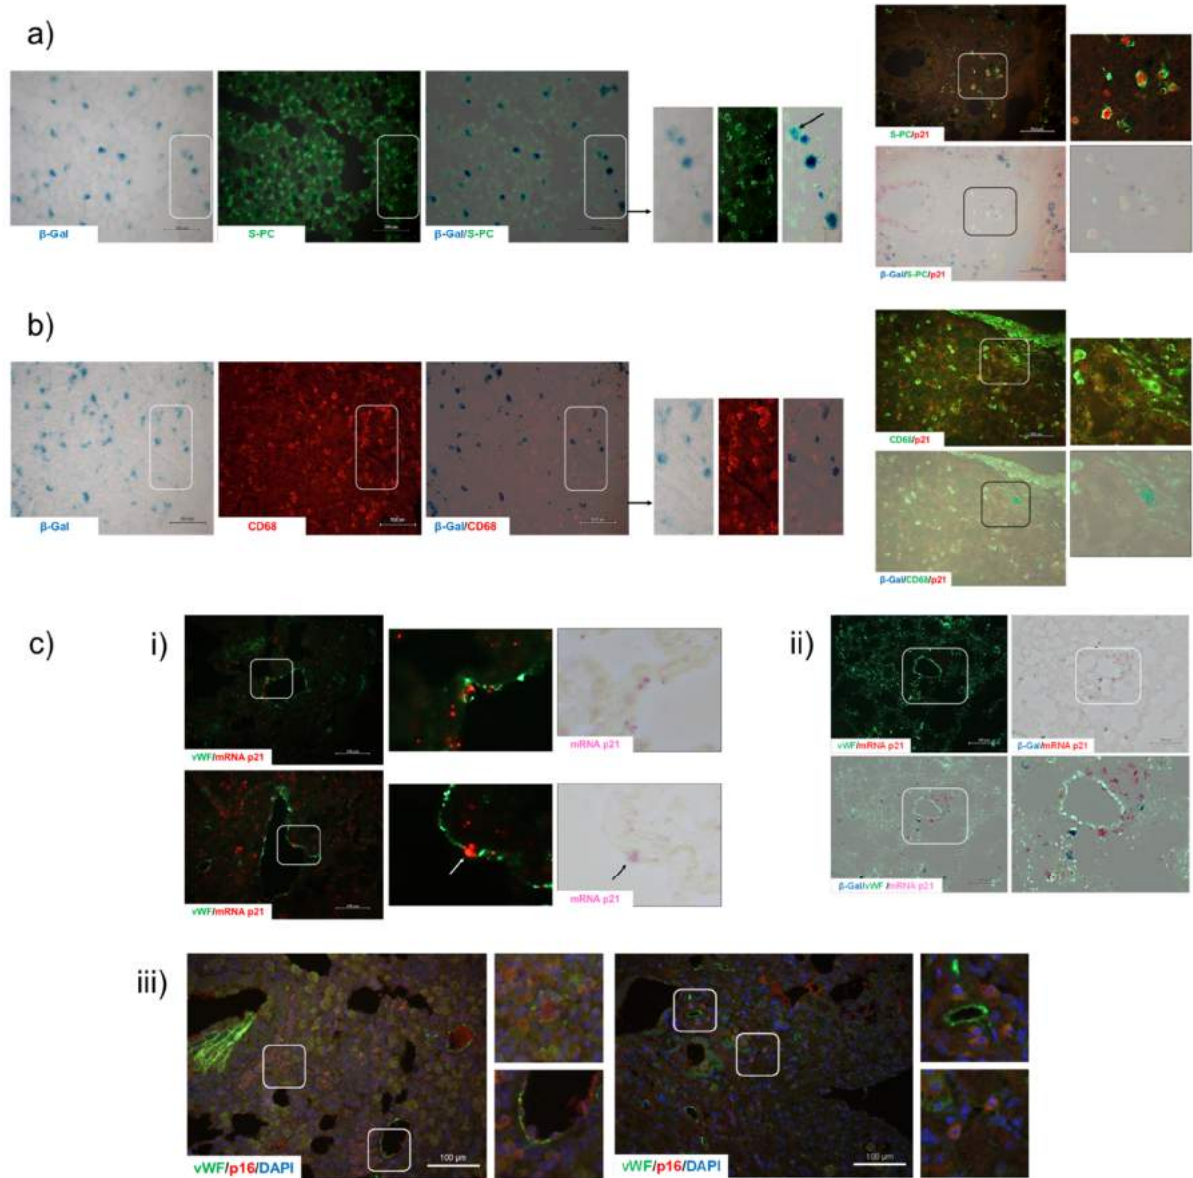 a)
β-Gal
S-PC
β-Gal/S-PC
S-PC/p21
β-Gal/S-PC/p21
b)
β-Gal
CD68
β-Gal/CD68
CD68/p21
β-Gal/CD68/p21
c)
i)
vWF/mRNA p21
mRNA p21
vWF/mRNA p21
mRNA p21
ii)
vWF/mRNA p21
β-Gal/mRNA p21
β-Gal/vWF/mRNA p21
iii)
vWF/p16/DAPI
100 µm
vWF/p16/DAPI
100 µm